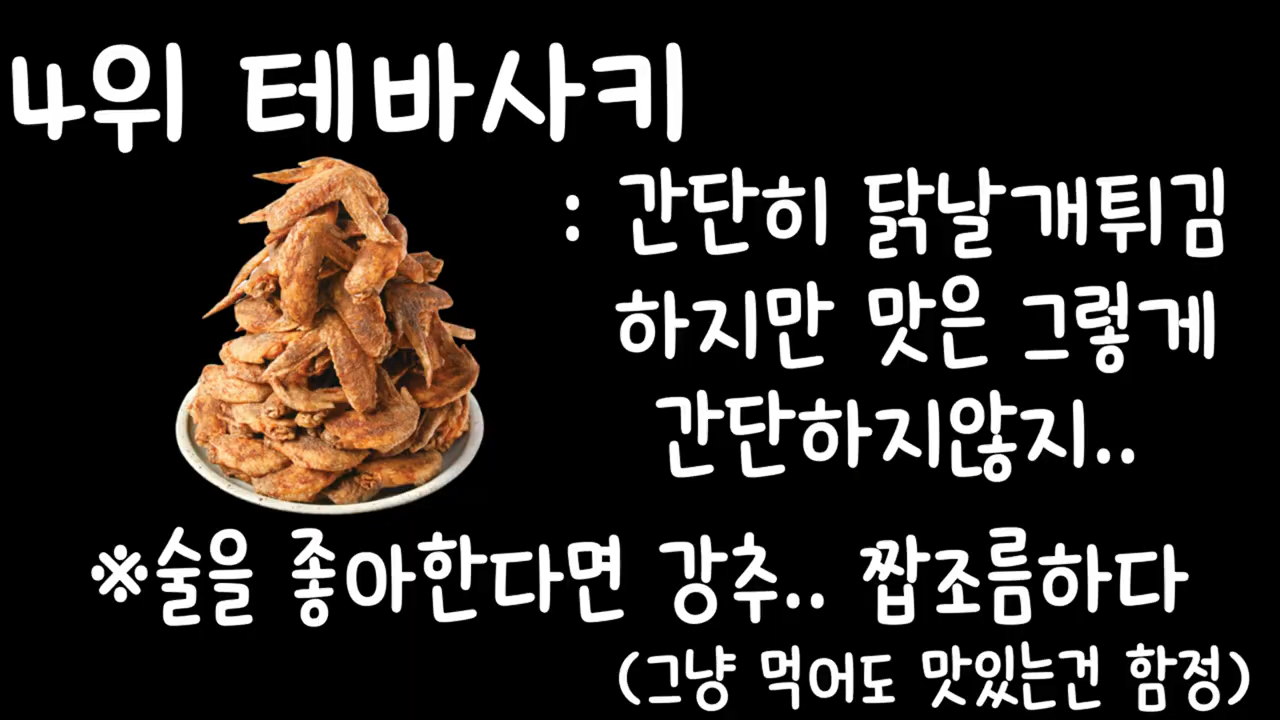 4위 테바사키
: 간단히 닭날개튀김
하지만 맛은 그렇게
간단하지않지..
※술을 좋아한다면 강추.. 짭조름하다
(그냥 먹어도 맛있는건 함정)